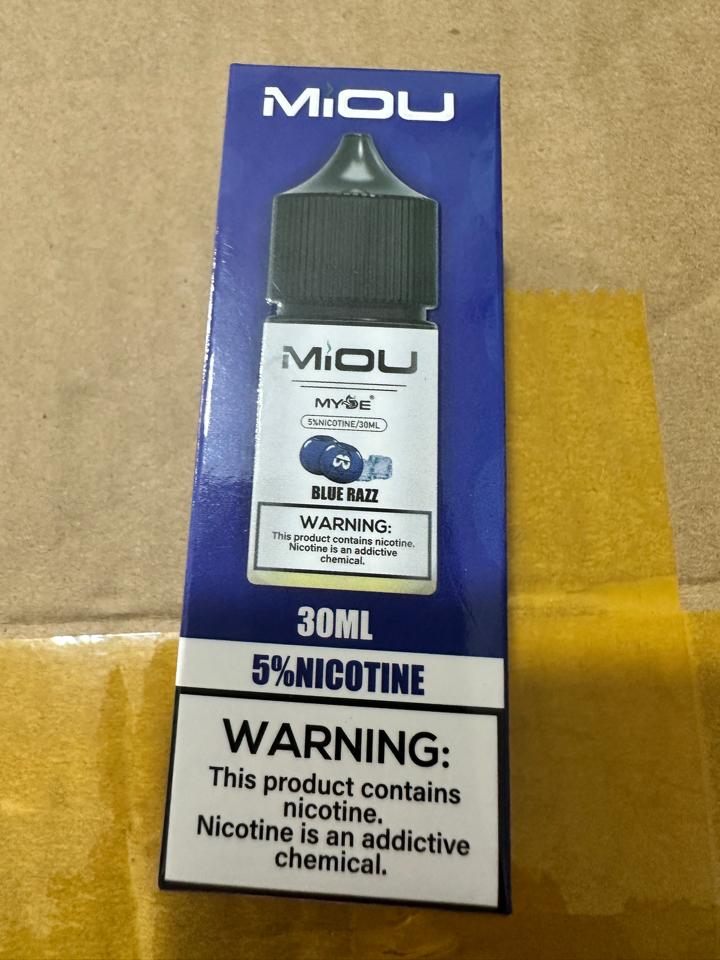 MiOU
MiOU
5%NICOTINE/30ML
BLUE RAZZ
WARNING:
This product contains nicotine.
Nicotine is an addictive
chemical.
30ML
5%NICOTINE
WARNING:
This product contains
nicotine.
Nicotine is an addictive
chemical.